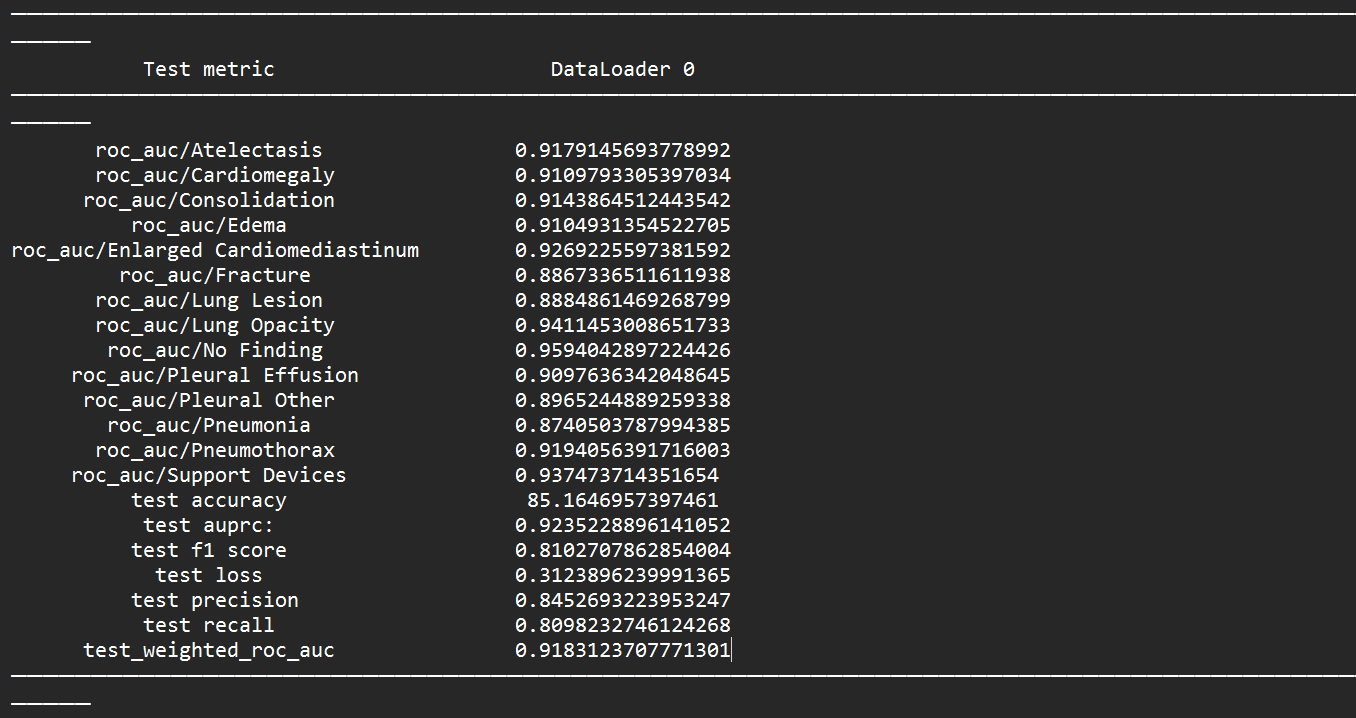 Test metric DataLoader 0
roc_auc/Atelectasis 0.9179145693778992
roc_auc/Cardiomegaly 0.9109793305397034
roc_auc/Consolidation 0.9143864512443542
roc_auc/Edema 0.9104931354522705
roc_auc/Enlarged Cardiomediastinum 0.9269225597381592
roc_auc/Fracture 0.8867336511611938
roc_auc/Lung Lesion 0.8884861469268799
roc_auc/Lung Opacity 0.9411453008651733
roc_auc/No Finding 0.9594042897224426
roc_auc/Pleural Effusion 0.9097636342048645
roc_auc/Pleural Other 0.8965244889259338
roc_auc/Pneumonia 0.8740503787994385
roc_auc/Pneumothorax 0.9194056391716003
roc_auc/Support Devices 0.937473714351654
test accuracy 85.1646957397461
test auprc: 0.9235228896141052
test f1 score 0.8102707862854004
test loss 0.3123896239991365
test precision 0.8452693223953247
test recall 0.8098232746124268
test_weighted_roc_auc 0.9183123707771301